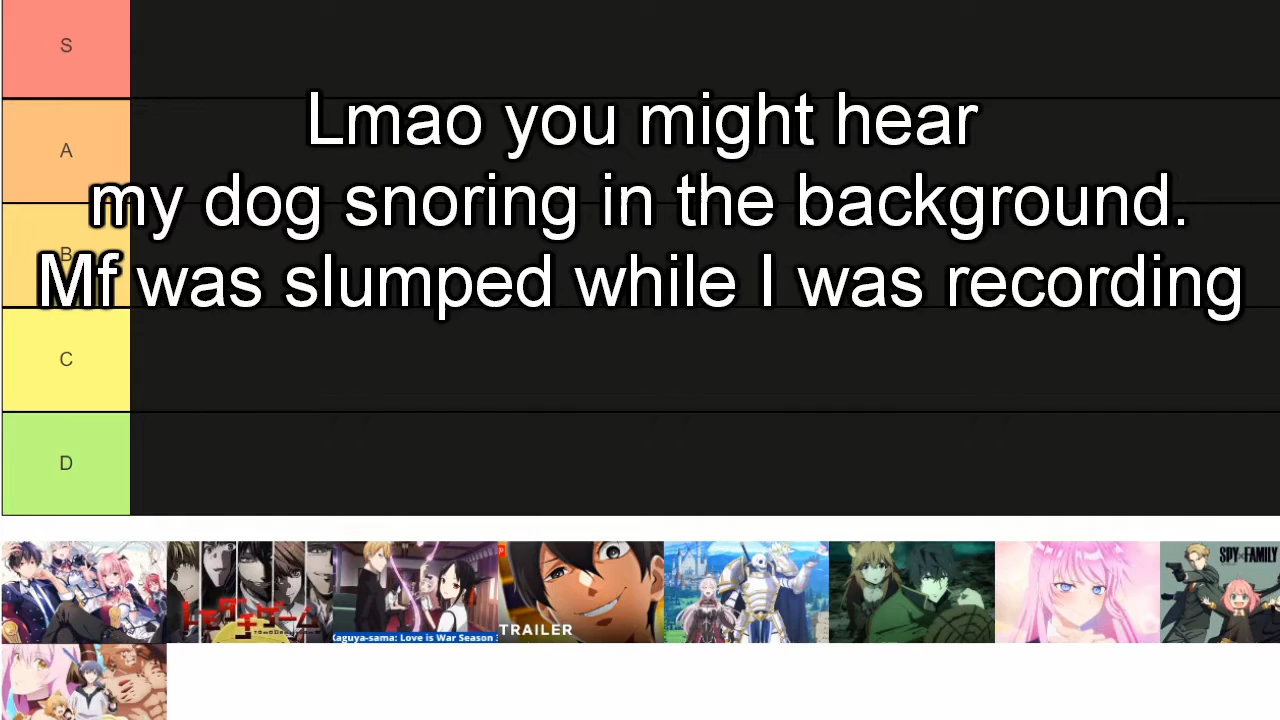 S
Lmao you might hear
A
my dog snoring in the background.
B
Mf was slumped while I was recording
C
D
TRAILER
aguya-sama: Love is War Season
SPY×FAMILY